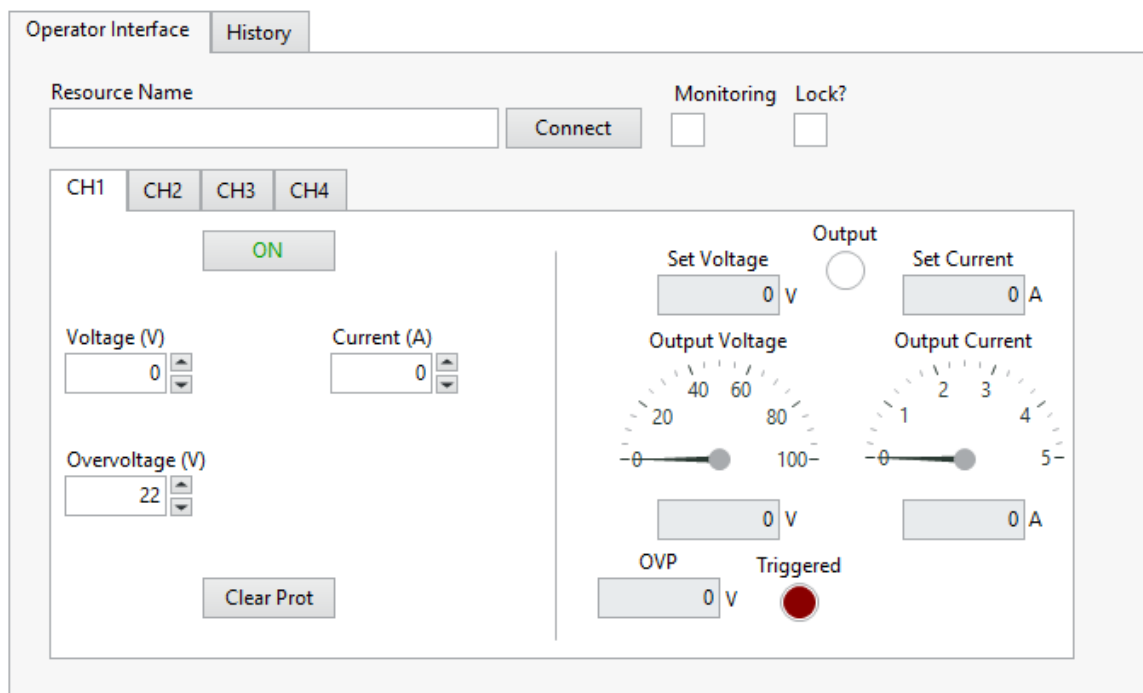 Operator Interface History
Resource Name Monitoring Lock?
Connect
CH1 CH2 CH3 CH4
ON
Voltage (V) Current (A)
0 0
Overvoltage (V)
22
Clear Prot
Output
Set Voltage Set Current
0 V 0 A
Output Voltage Output Current
0 20 40 60 80 100
0 1 2 3 4 5
0 V 0 A
OVP Triggered
0 V